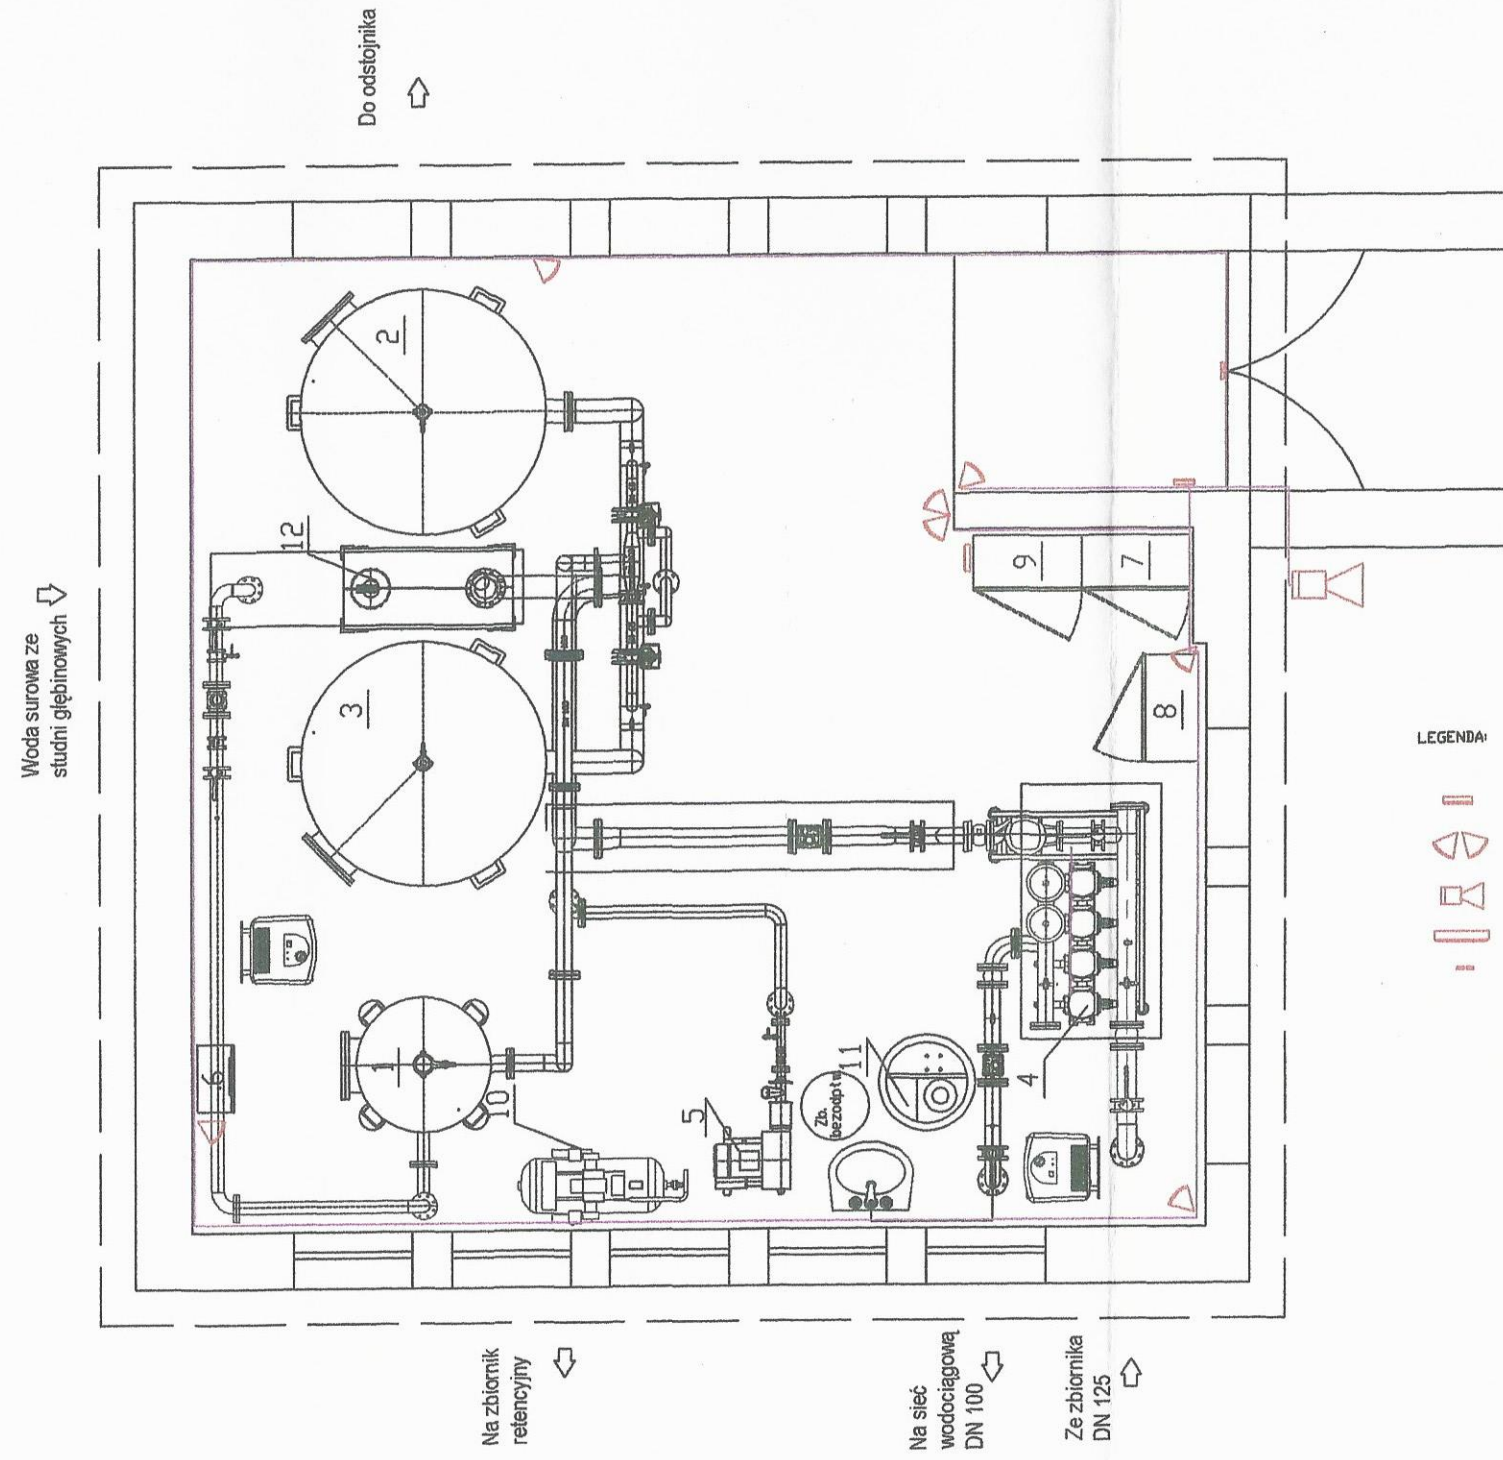 Do odstojnika
Woda surowa ze
studni głębinowych
2
12
3
9
7
8
LEGENDA:
6
1
10
5
Zb.
bezodptw
11
4
Na zbiornik
retencyjny
Na sieć
wodociągową
DN 100
Ze zbiornika
DN 125